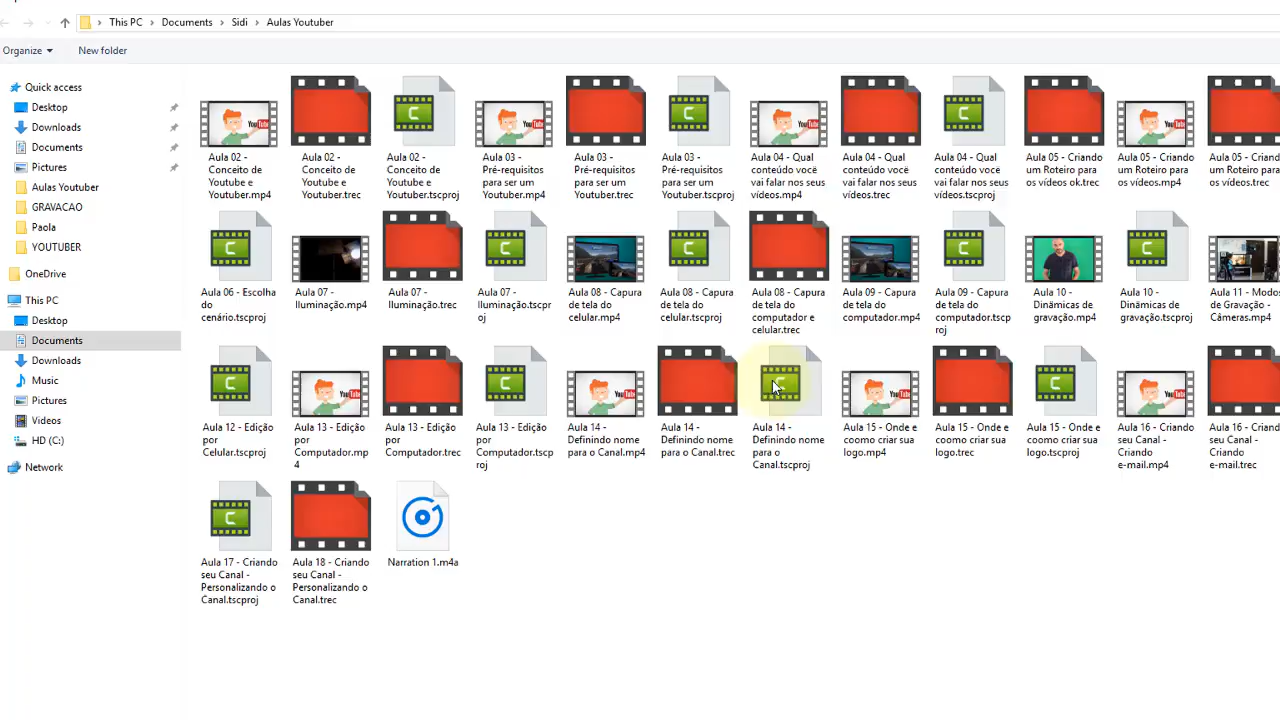 This PC > Documents > Sidi > Aulas Youtuber
Organize
New folder
Quick access
Desktop
Downloads
Documents
Pictures
Aulas Youtuber
GRAVACAO
Paola
YOUTUBER
OneDrive
This PC
Desktop
Documents
Downloads
Music
Pictures
Videos
HD (C:)
Network
Aula 02 -
Conceito de
Youtube e
Youtuber.mp4
Aula 02 -
Conceito de
Youtube e
Youtuber.trec
Aula 02 -
Conceito de
Youtube e
Youtuber.tscproj
Aula 03 -
Pré-requisitos
para ser um
Youtuber.mp4
Aula 03 -
Pré-requisitos
para ser um
Youtuber.trec
Aula 03 -
Pré-requisitos
para ser um
Youtuber.tscproj
Aula 04 - Qual
conteúdo você
vai falar nos seus
vídeos.mp4
Aula 04 - Qual
conteúdo você
vai falar nos seus
vídeos.trec
Aula 04 - Qual
conteúdo você
vai falar nos seus
vídeos.tscproj
Aula 05 - Criando
um Roteiro para
os vídeos ok.trec
Aula 05 - Criando
um Roteiro para
os vídeos.mp4
Aula 05 - Criando
um Roteiro para
os vídeos.trec
Aula 06 - Escolha
do
cenário.tscproj
Aula 07 -
Iluminação.mp4
Aula 07 -
Iluminação.trec
Aula 07 -
Iluminação.tscpr
oj
Aula 08 - Capura
de tela do
celular.mp4
Aula 08 - Capura
de tela do
celular.tscproj
Aula 08 - Capura
de tela do
computador e
celular.trec
Aula 09 - Capura
de tela do
computador.mp4
Aula 09 - Capura
de tela do
computador.tscpr
oj
Aula 10 -
Dinâmicas de
gravação.mp4
Aula 10 -
Dinâmicas de
gravação.tscproj
Aula 11 - Modos
de Gravação -
Câmeras.mp4
Aula 12 - Edição
por
Celular.tscproj
Aula 13 - Edição
por
Computador.mp
4
Aula 13 - Edição
por
Computador.trec
Aula 13 - Edição
por
Computador.tscpr
oj
Aula 14 -
Definindo nome
para o Canal.mp4
Aula 14 -
Definindo nome
para o Canal.trec
Aula 14 -
Definindo nome
para o
Canal.tscproj
Aula 15 - Onde e
coomo criar sua
logo.mp4
Aula 15 - Onde e
coomo criar sua
logo.trec
Aula 15 - Onde e
coomo criar sua
logo.tscproj
Aula 16 - Criando
seu Canal -
Criando
e-mail.mp4
Aula 16 - Criando
seu Canal -
Criando
e-mail.trec
Aula 17 - Criando
seu Canal -
Personalizando o
Canal.tscproj
Aula 18 - Criando
seu Canal -
Personalizando o
Canal.trec
Narration 1.m4a